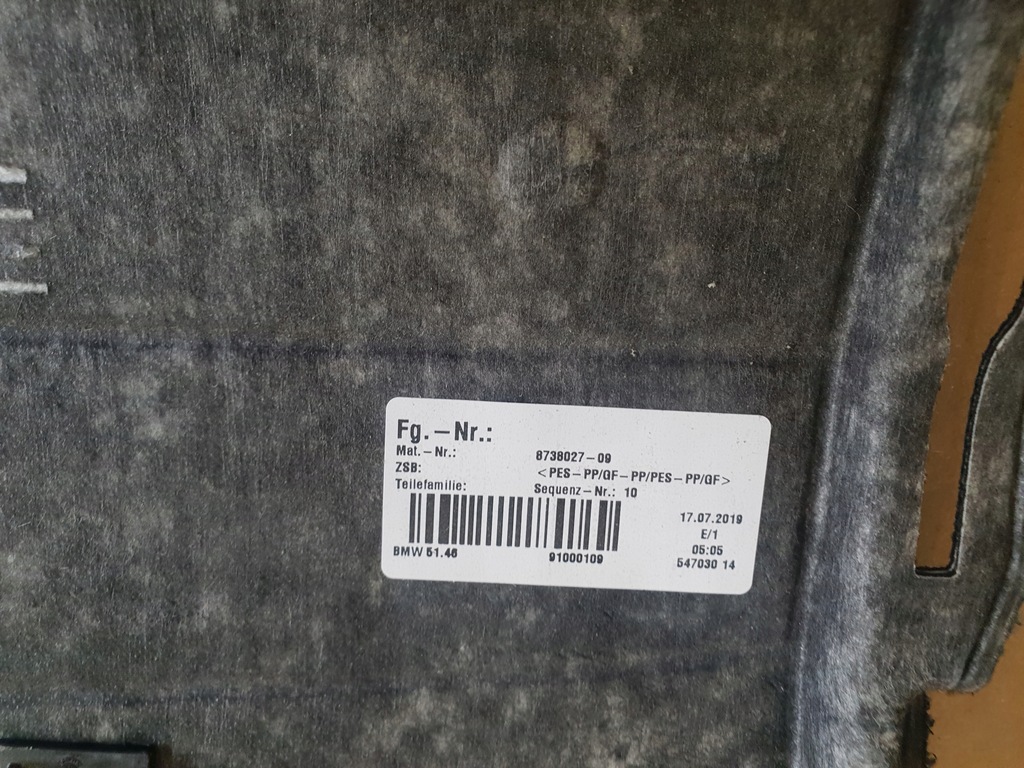 Fg.–Nr.:
Mat.–Nr.: 8738027–09
ZSB: <PES–PP/GF–PP/PES–PP/GF>
Teilefamilie: Sequenz–Nr.: 10
17.07.2019
E/1
05:05
BMW 51.46 91000109 547030 14